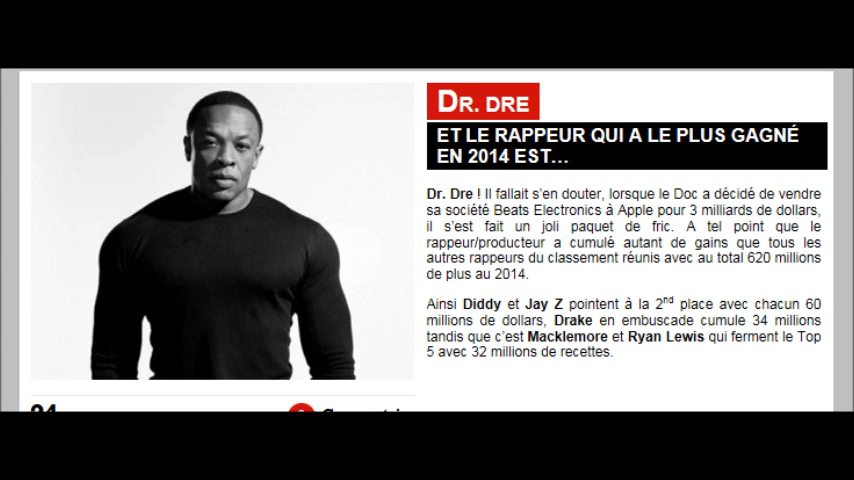 DR. DRE
ET LE RAPPEUR QUI A LE PLUS GAGNÉ
EN 2014 EST...
Dr. Dre ! Il fallait s'en douter, lorsque le Doc a décidé de vendre
sa société Beats Electronics à Apple pour 3 milliards de dollars,
il s'est fait un joli paquet de fric. A tel point que le
rappeur/producteur a cumulé autant de gains que tous les
autres rappeurs du classement réunis avec au total 620 millions
de plus au 2014.
Ainsi Diddy et Jay Z pointent à la 2nd place avec chacun 60
millions de dollars, Drake en embuscade cumule 34 millions
tandis que c'est Macklemore et Ryan Lewis qui ferment le Top
5 avec 32 millions de recettes.